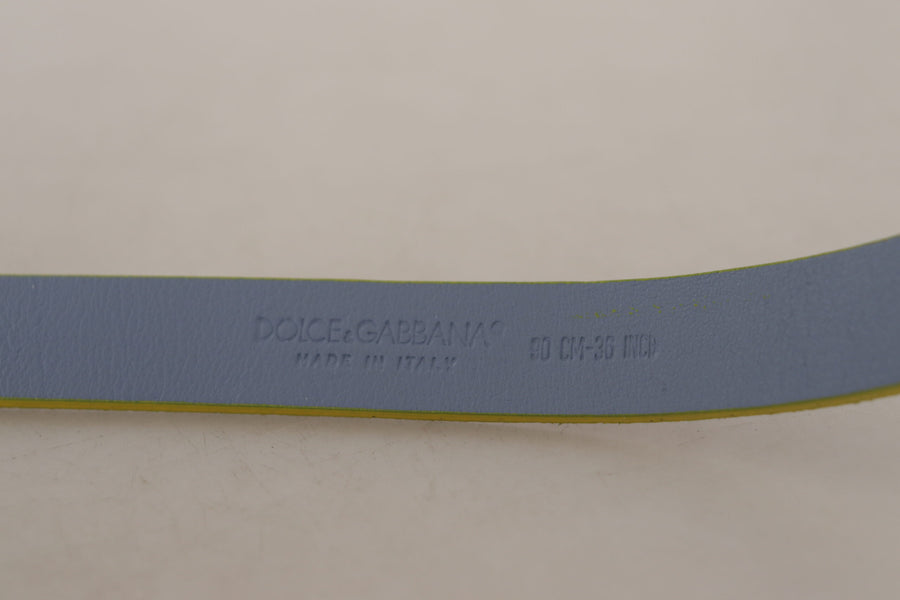 DOLCE&GABBANA®
MADE IN ITALY
90 CM-36 INCH